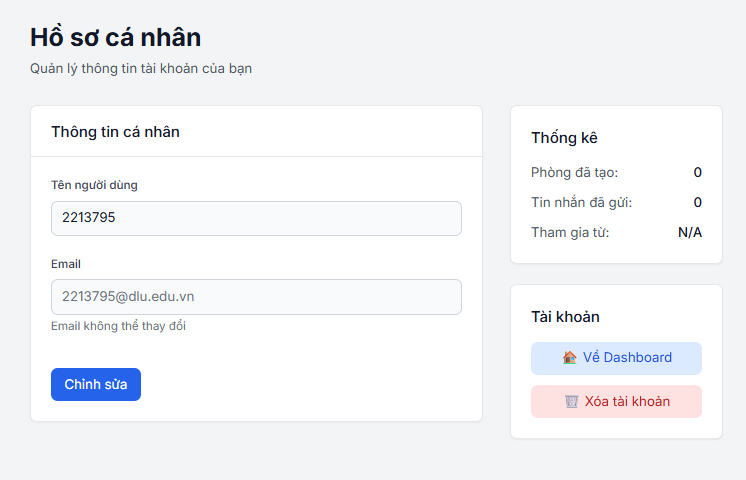 Hồ sơ cá nhân
Quản lý thông tin tài khoản của bạn
Thông tin cá nhân
Tên người dùng
2213795
Email
2213795@dlu.edu.vn
Email không thể thay đổi
Chỉnh sửa
Thống kê
Phòng đã tạo: 0
Tin nhắn đã gửi: 0
Tham gia từ: N/A
Tài khoản
Về Dashboard
Xóa tài khoản